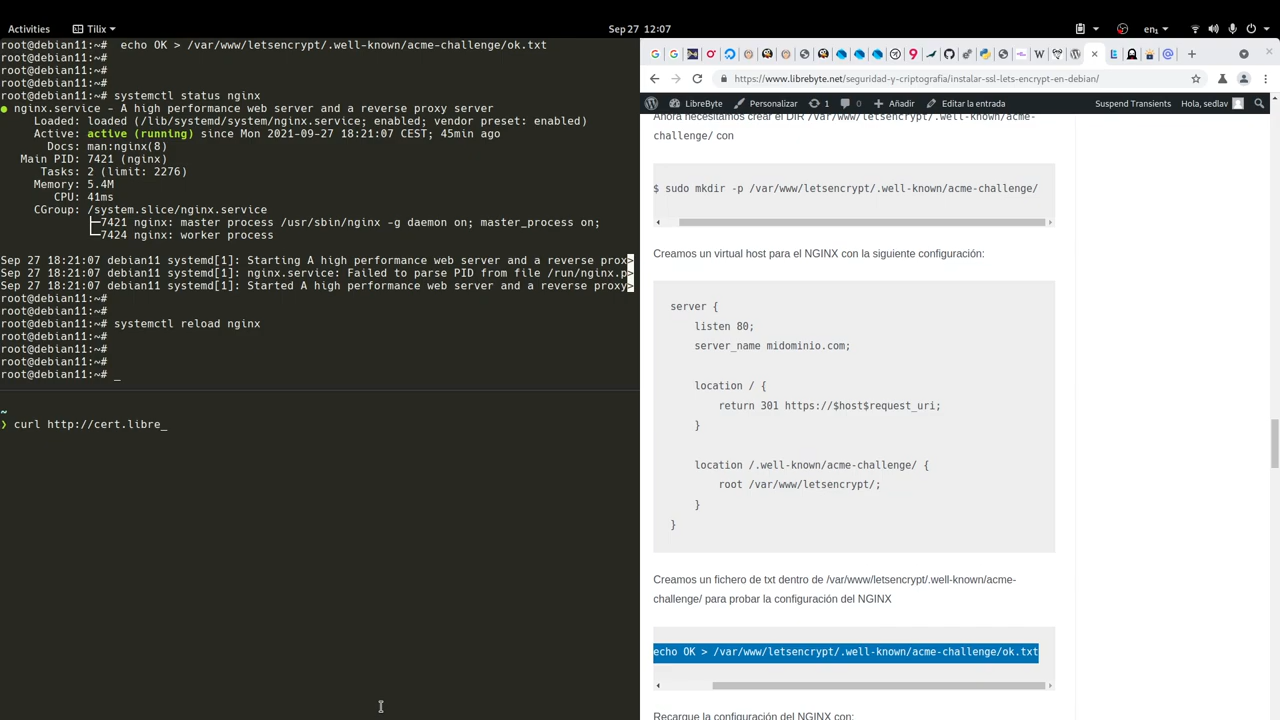 Activities
Tilix
Sep 27 12:07
en₁
root@debian11:~# echo OK > /var/www/letsencrypt/.well-known/acme-challenge/ok.txt
root@debian11:~#
root@debian11:~#
root@debian11:~#
root@debian11:~# systemctl status nginx
● nginx.service - A high performance web server and a reverse proxy server
Loaded: loaded (/lib/systemd/system/nginx.service; enabled; vendor preset: enabled)
Active: active (running) since Mon 2021-09-27 18:21:07 CEST; 45min ago
Docs: man:nginx(8)
Main PID: 7421 (nginx)
Tasks: 2 (limit: 2276)
Memory: 5.4M
CPU: 41ms
CGroup: /system.slice/nginx.service
├─7421 nginx: master process /usr/sbin/nginx -g daemon on; master_process on;
└─7424 nginx: worker process
Sep 27 18:21:07 debian11 systemd[1]: Starting A high performance web server and a reverse prox>
Sep 27 18:21:07 debian11 systemd[1]: nginx.service: Failed to parse PID from file /run/nginx.p>
Sep 27 18:21:07 debian11 systemd[1]: Started A high performance web server and a reverse proxy>
root@debian11:~#
root@debian11:~#
root@debian11:~# systemctl reload nginx
root@debian11:~#
root@debian11:~#
root@debian11:~#
root@debian11:~# _
~
❯ curl http://cert.libre_
https://www.librebyte.net/seguridad-y-criptografia/instalar-ssl-lets-encrypt-en-debian/
LibreByte
Personalizar
1
0
Añadir
Editar la entrada
Suspend Transients
Hola, sedlav
Ahora necesitamos crear el DIR /var/www/letsencrypt/.well-known/acme-
challenge/ con
$ sudo mkdir -p /var/www/letsencrypt/.well-known/acme-challenge/
Creamos un virtual host para el NGINX con la siguiente configuración:
server {
listen 80;
server_name midominio.com;
location / {
return 301 https://$host$request_uri;
}
location /.well-known/acme-challenge/ {
root /var/www/letsencrypt/;
}
}
Creamos un fichero de txt dentro de /var/www/letsencrypt/.well-known/acme-
challenge/ para probar la configuración del NGINX
echo OK > /var/www/letsencrypt/.well-known/acme-challenge/ok.txt
Recargue la configuración del NGINX con: